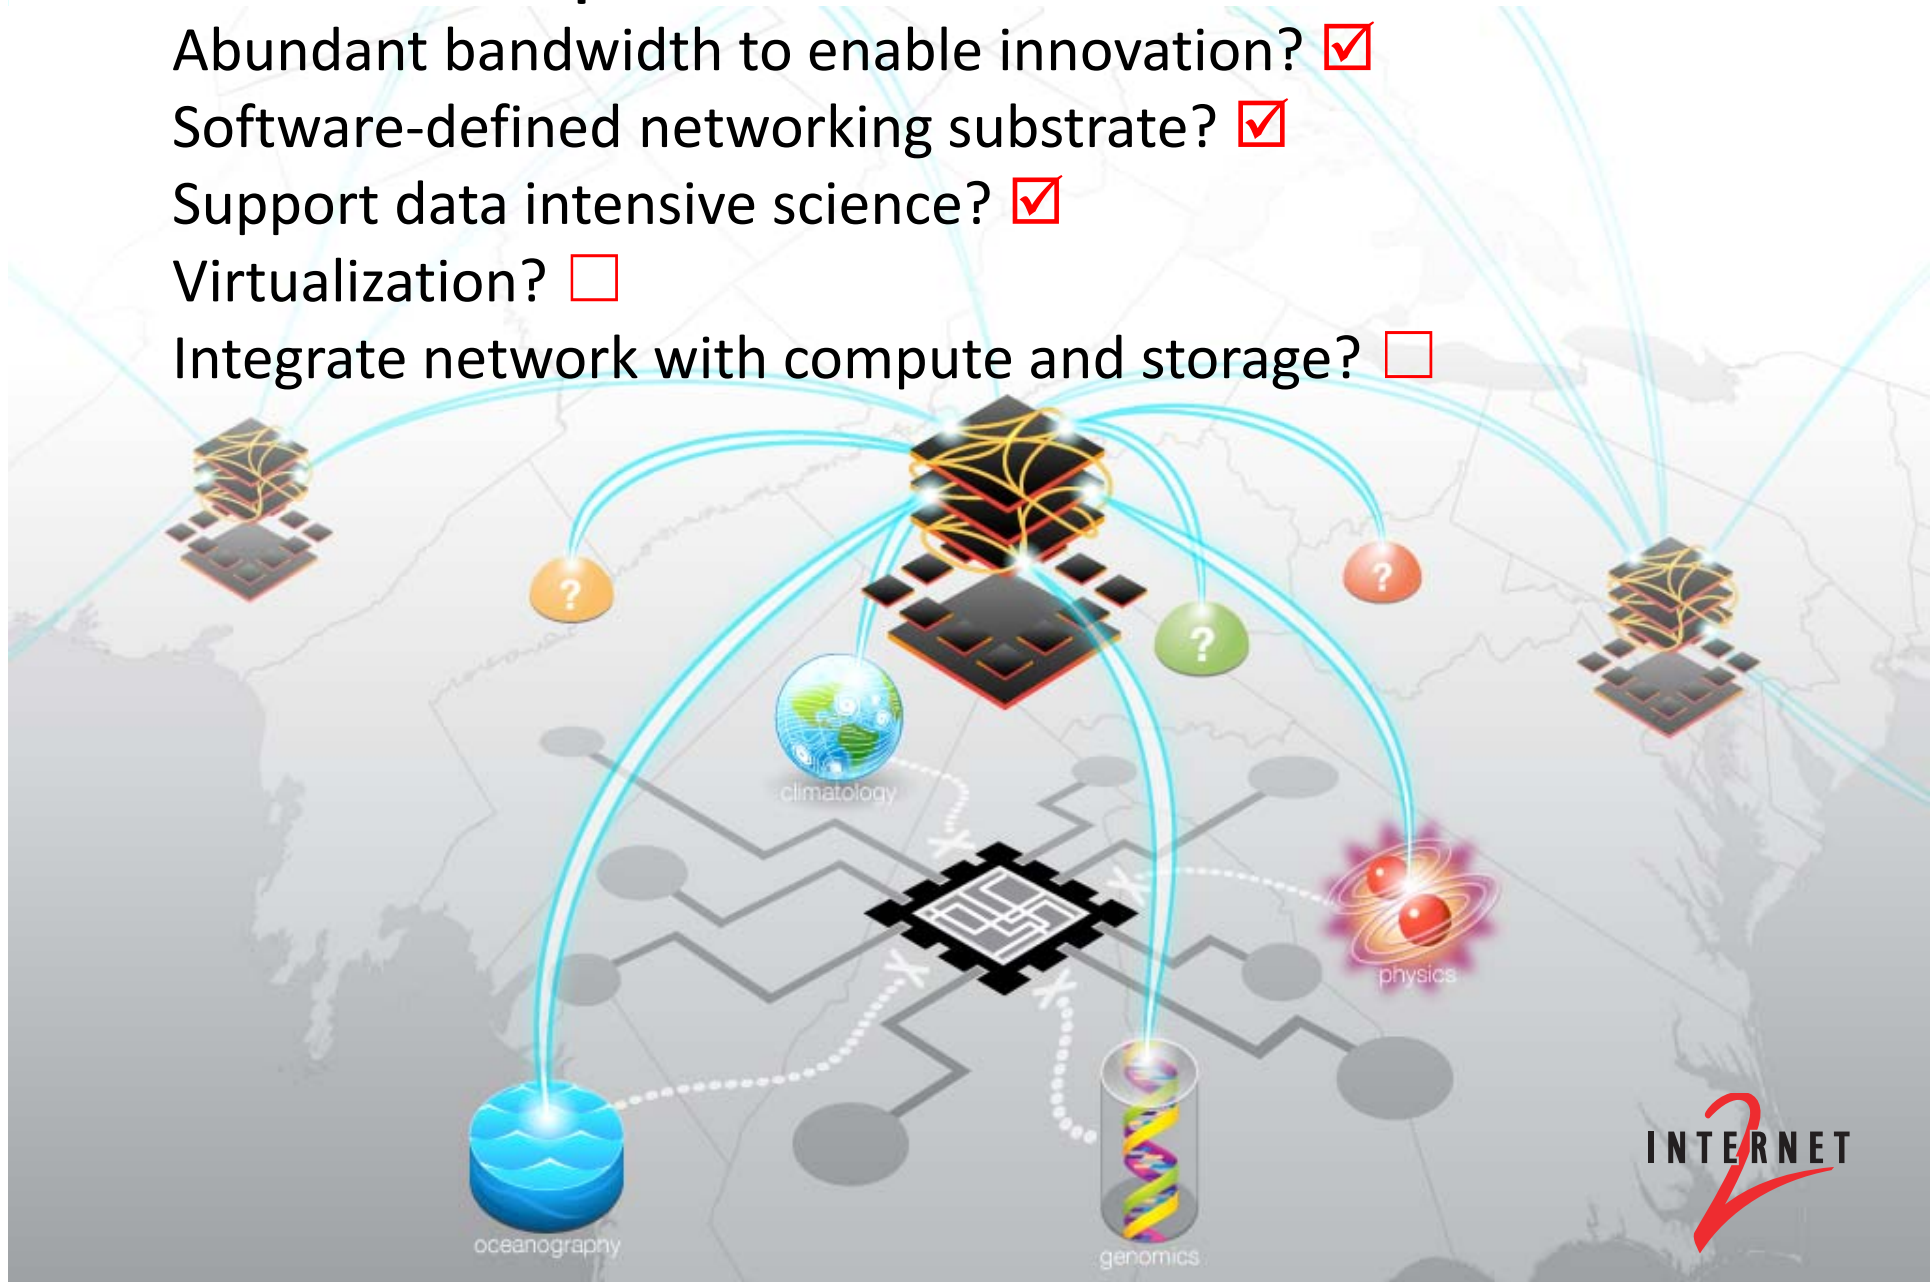 Abundant bandwidth to enable innovation? ☑
Software-defined networking substrate? ☑
Support data intensive science? ☑
Virtualization? ☐
Integrate network with compute and storage? ☐
?
?
?
climatology
physics
oceanography
genomics
INTERNET
2